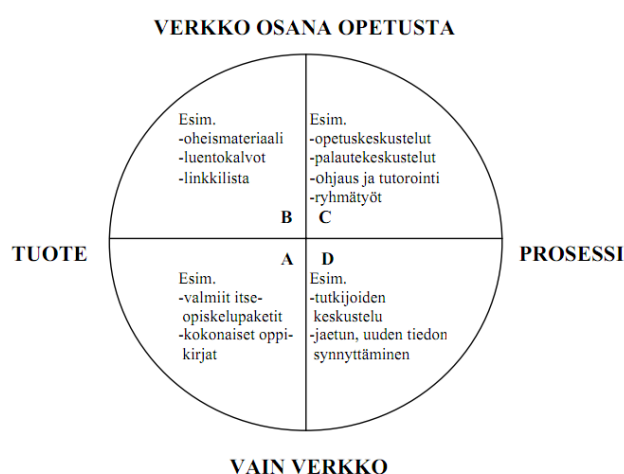 VERKKO OSANA OPETUSTA
Esim.
-oheismateriaali
-luentokalvot
-linkkilista
B
Esim.
-opetuskeskustelut
-palautekeskustelut
-ohjaus ja tutorointi
-ryhmätyöt
C
TUOTE
PROSESSI
A
Esim.
-valmiit itse-
opiskelupaketit
-kokonaiset oppi-
kirjat
D
Esim.
-tutkijoiden
keskustelu
-jaetun, uuden tiedon
synnyttäminen
VAIN VERKKO